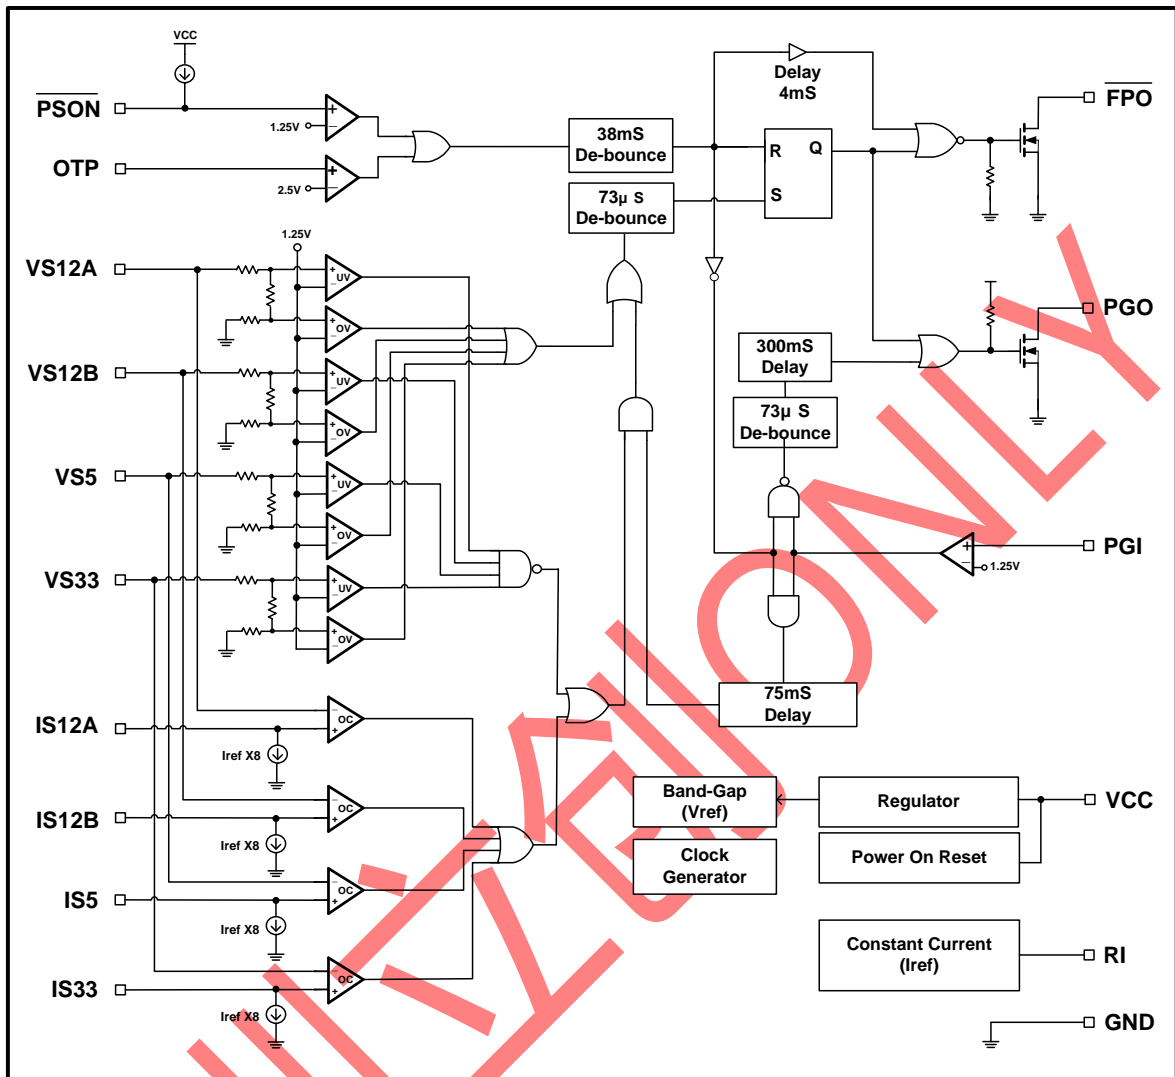 VCC
PSON
1.25V
+
−
OTP
2.5V
+
−
38mS
De-bounce
73µ S
De-bounce
Delay
4mS
R
Q
S
FPO
PGO
1.25V
VS12A
+
UV
−
+
OV
−
VS12B
+
UV
−
+
OV
−
VS5
+
UV
−
+
OV
−
VS33
+
UV
−
+
OV
−
300mS
Delay
73µ S
De-bounce
PGI
+
−
1.25V
75mS
Delay
IS12A
−
OC
+
Iref X8
IS12B
−
OC
+
Iref X8
IS5
−
OC
+
Iref X8
IS33
−
OC
+
Iref X8
Band-Gap
(Vref)
Regulator
VCC
Clock
Generator
Power On Reset
Constant Current
(Iref)
RI
GND
ONLY